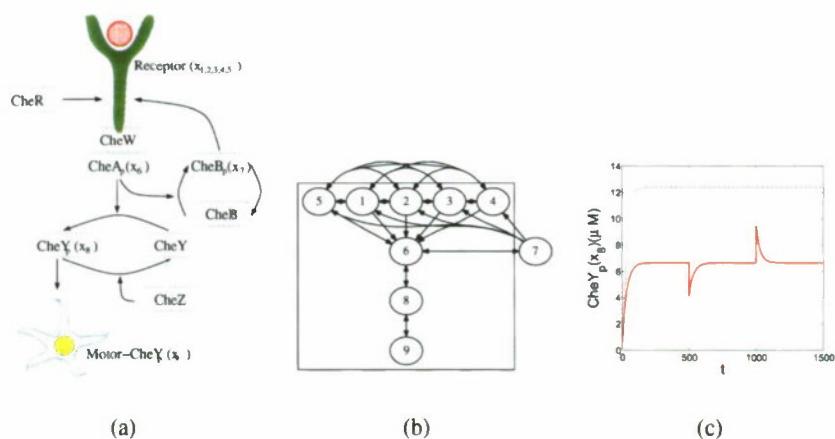 Receptor (x1,2,3,4,5 )
CheR
CheW
CheAp(x6)
CheBp(x7)
CheB
CheYp (x8)
CheY
CheZ
Motor-CheYp (x9 )
(a)
5 1 2 3 4
6 7
8
9
(b)
CheYp(x8)(μ M)
14
12
10
8
6
4
2
0
0 500 1000 1500
t
(c)